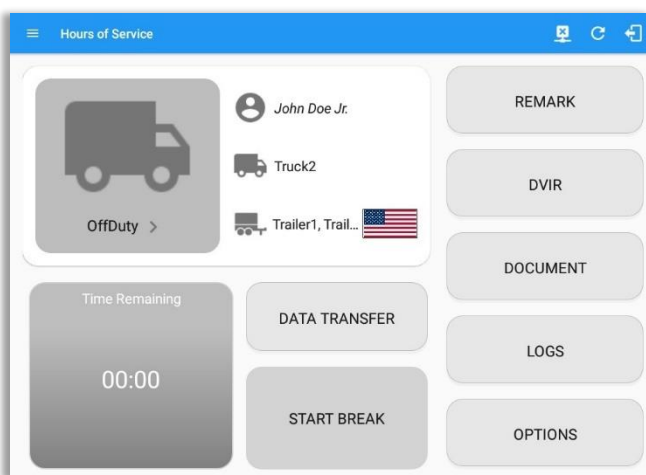 Hours of Service
John Doe Jr.
Truck2
Trailer1, Trail...
OffDuty
Time Remaining
00:00
DATA TRANSFER
START BREAK
REMARK
DVIR
DOCUMENT
LOGS
OPTIONS